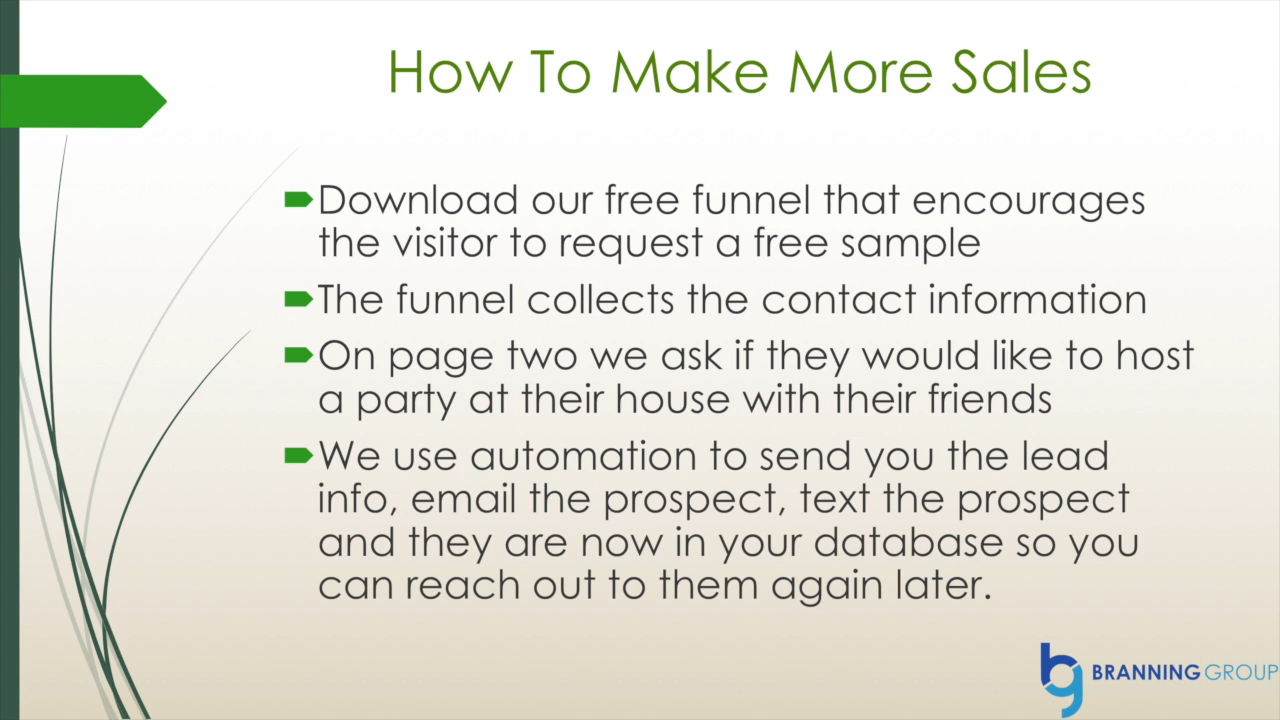 How To Make More Sales
Download our free funnel that encourages
the visitor to request a free sample
The funnel collects the contact information
On page two we ask if they would like to host
a party at their house with their friends
We use automation to send you the lead
info, email the prospect, text the prospect
and they are now in your database so you
can reach out to them again later.
bg BRANNING GROUP